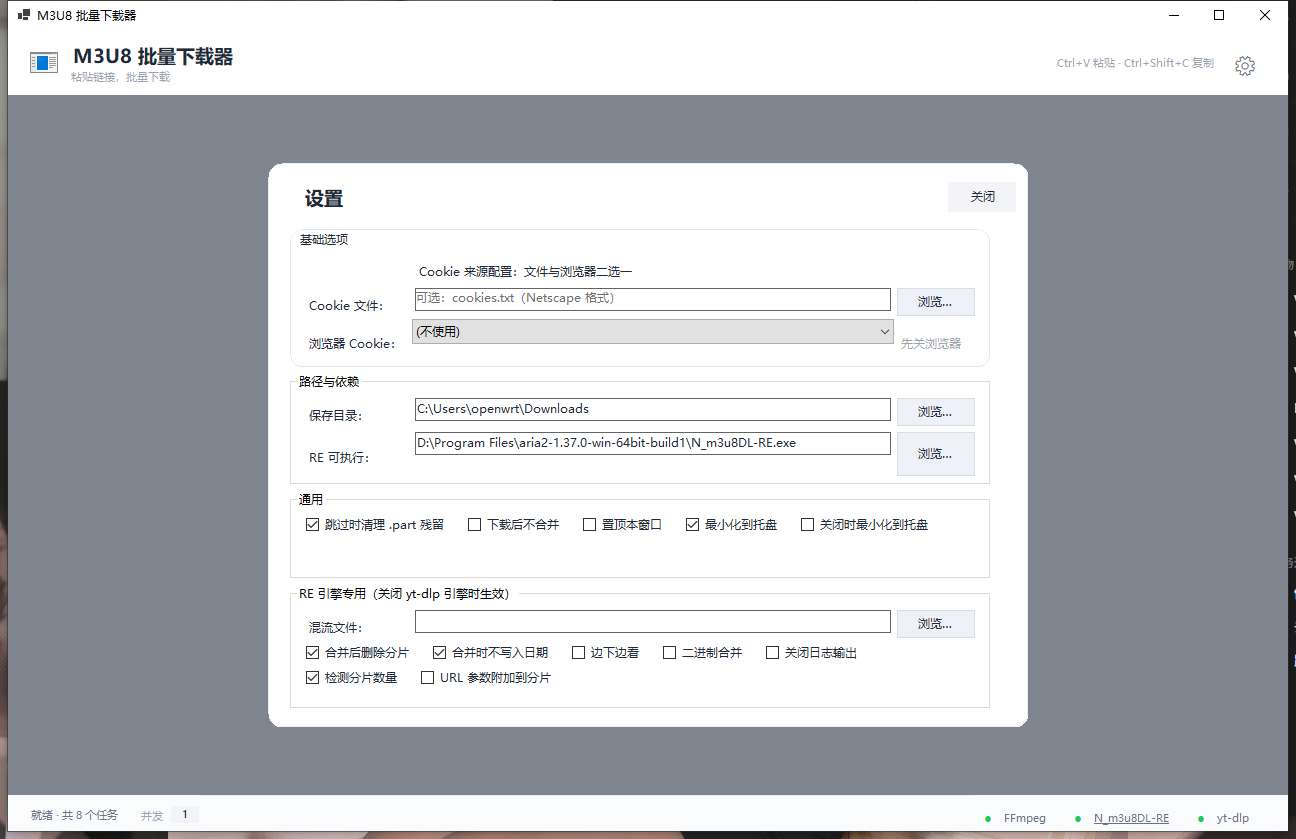 M3U8 批量下载器
M3U8 批量下载器
粘贴链接，批量下载
Ctrl+V 粘贴 · Ctrl+Shift+C 复制
设置
关闭
基础选项
Cookie 来源配置：文件与浏览器二选一
Cookie 文件：
可选：cookies.txt（Netscape 格式）
浏览...
浏览器 Cookie：
(不使用)
先关浏览器
路径与依赖
保存目录：
C:\Users\openwrt\Downloads
浏览...
RE 可执行：
D:\Program Files\aria2-1.37.0-win-64bit-build1\N_m3u8DL-RE.exe
浏览...
通用
跳过时清理 .part 残留
下载后不合并
置顶本窗口
最小化到托盘
关闭时最小化到托盘
RE 引擎专用（关闭 yt-dlp 引擎时生效）
混流文件：
浏览...
合并后删除分片
合并时不写入日期
边下边看
二进制合并
关闭日志输出
检测分片数量
URL 参数附加到分片
就绪 · 共 8 个任务
并发
1
FFmpeg
N_m3u8DL-RE
yt-dlp